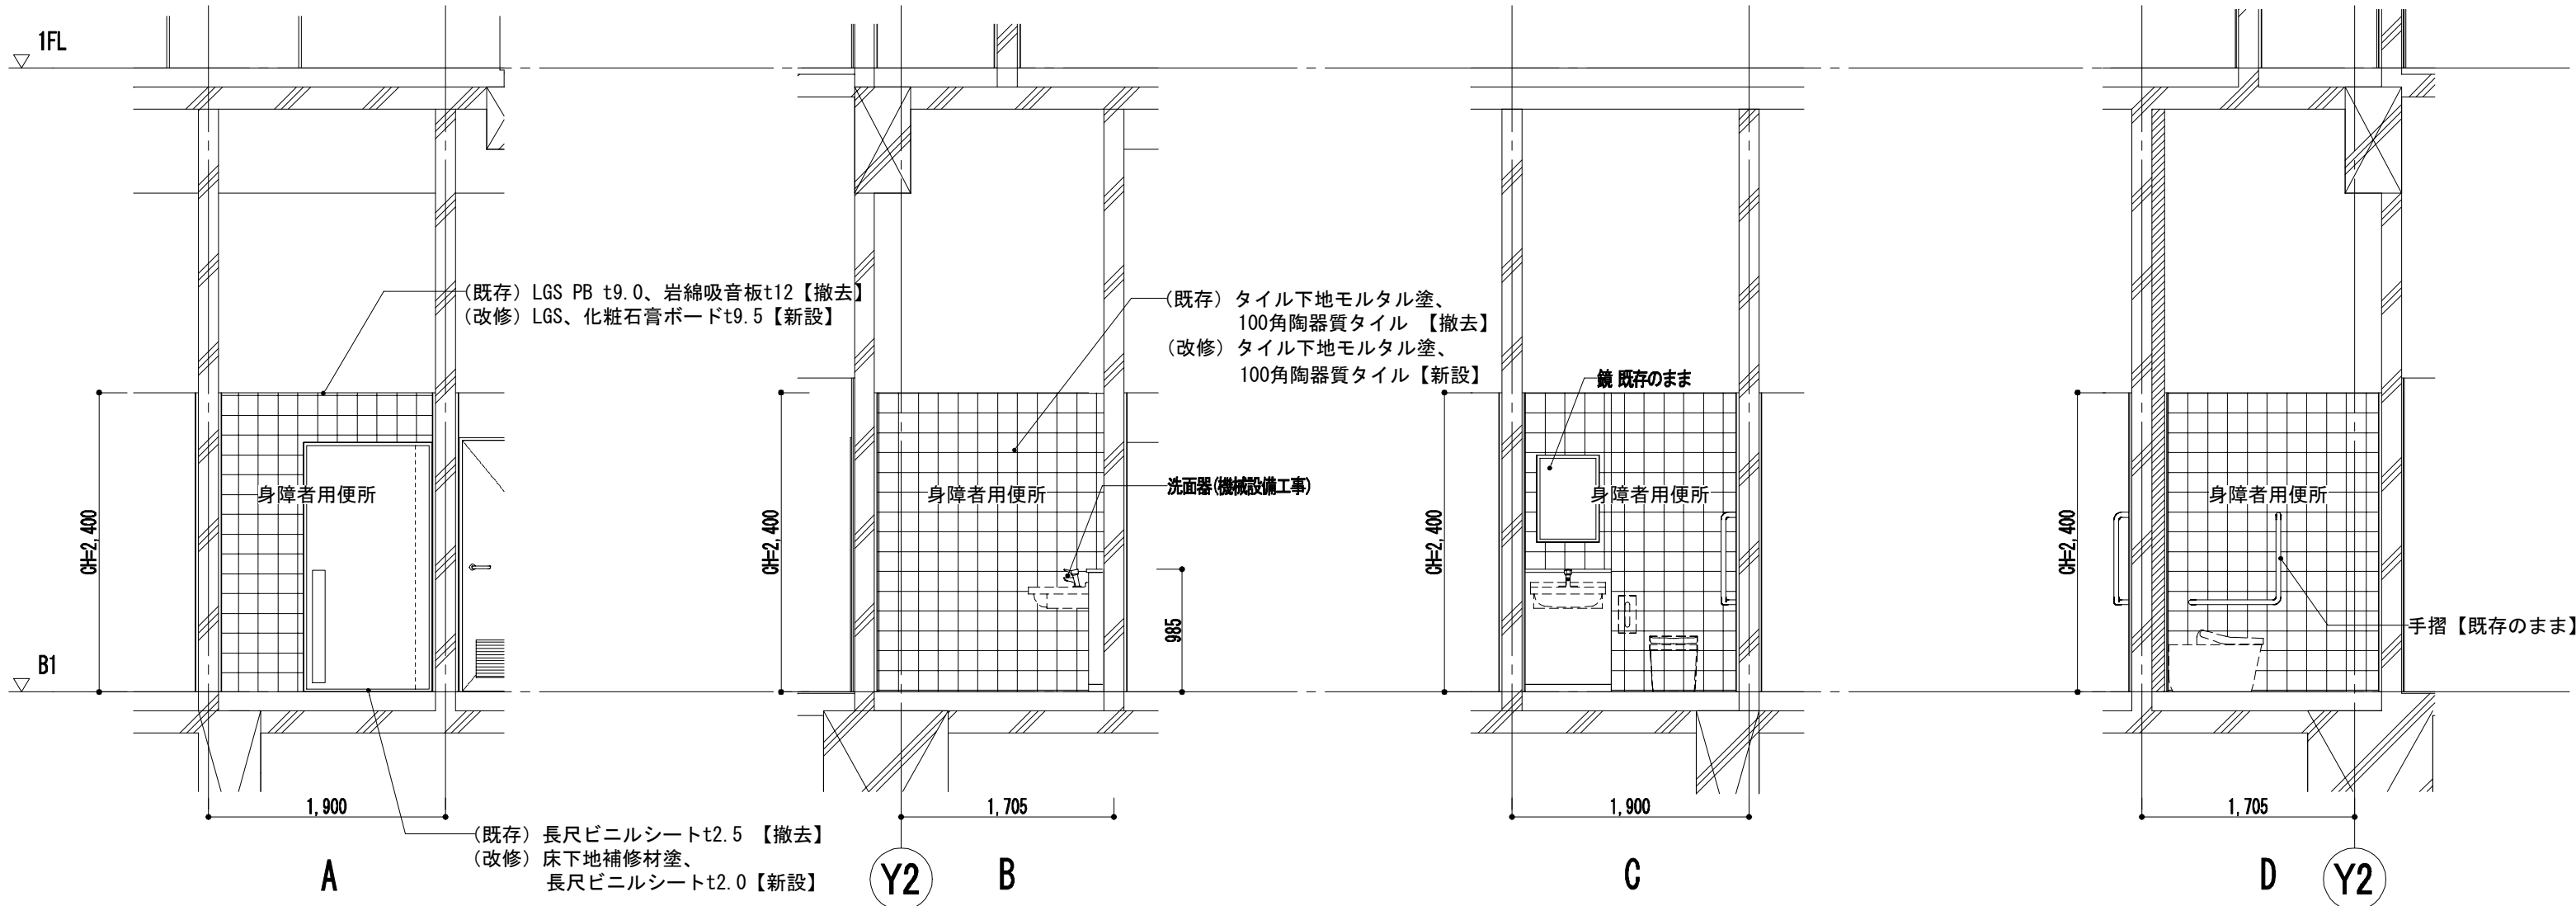 1FL
(既存) LGS PB t9.0、岩綿吸音板t12【撤去】
(改修) LGS、化粧石膏ボードt9.5【新設】
(既存) タイル下地モルタル塗、
100角陶器質タイル 【撤去】
(改修) タイル下地モルタル塗、
100角陶器質タイル【新設】
鏡 既存のまま
洗面器(機械設備工事)
身障者用便所
身障者用便所
身障者用便所
身障者用便所
CH=2,400
CH=2,400
CH=2,400
CH=2,400
985
手摺【既存のまま】
B1
1,900
1,705
1,900
1,705
(既存) 長尺ビニルシートt2.5 【撤去】
(改修) 床下地補修材塗、
長尺ビニルシートt2.0【新設】
A
Y2
B
C
D
Y2